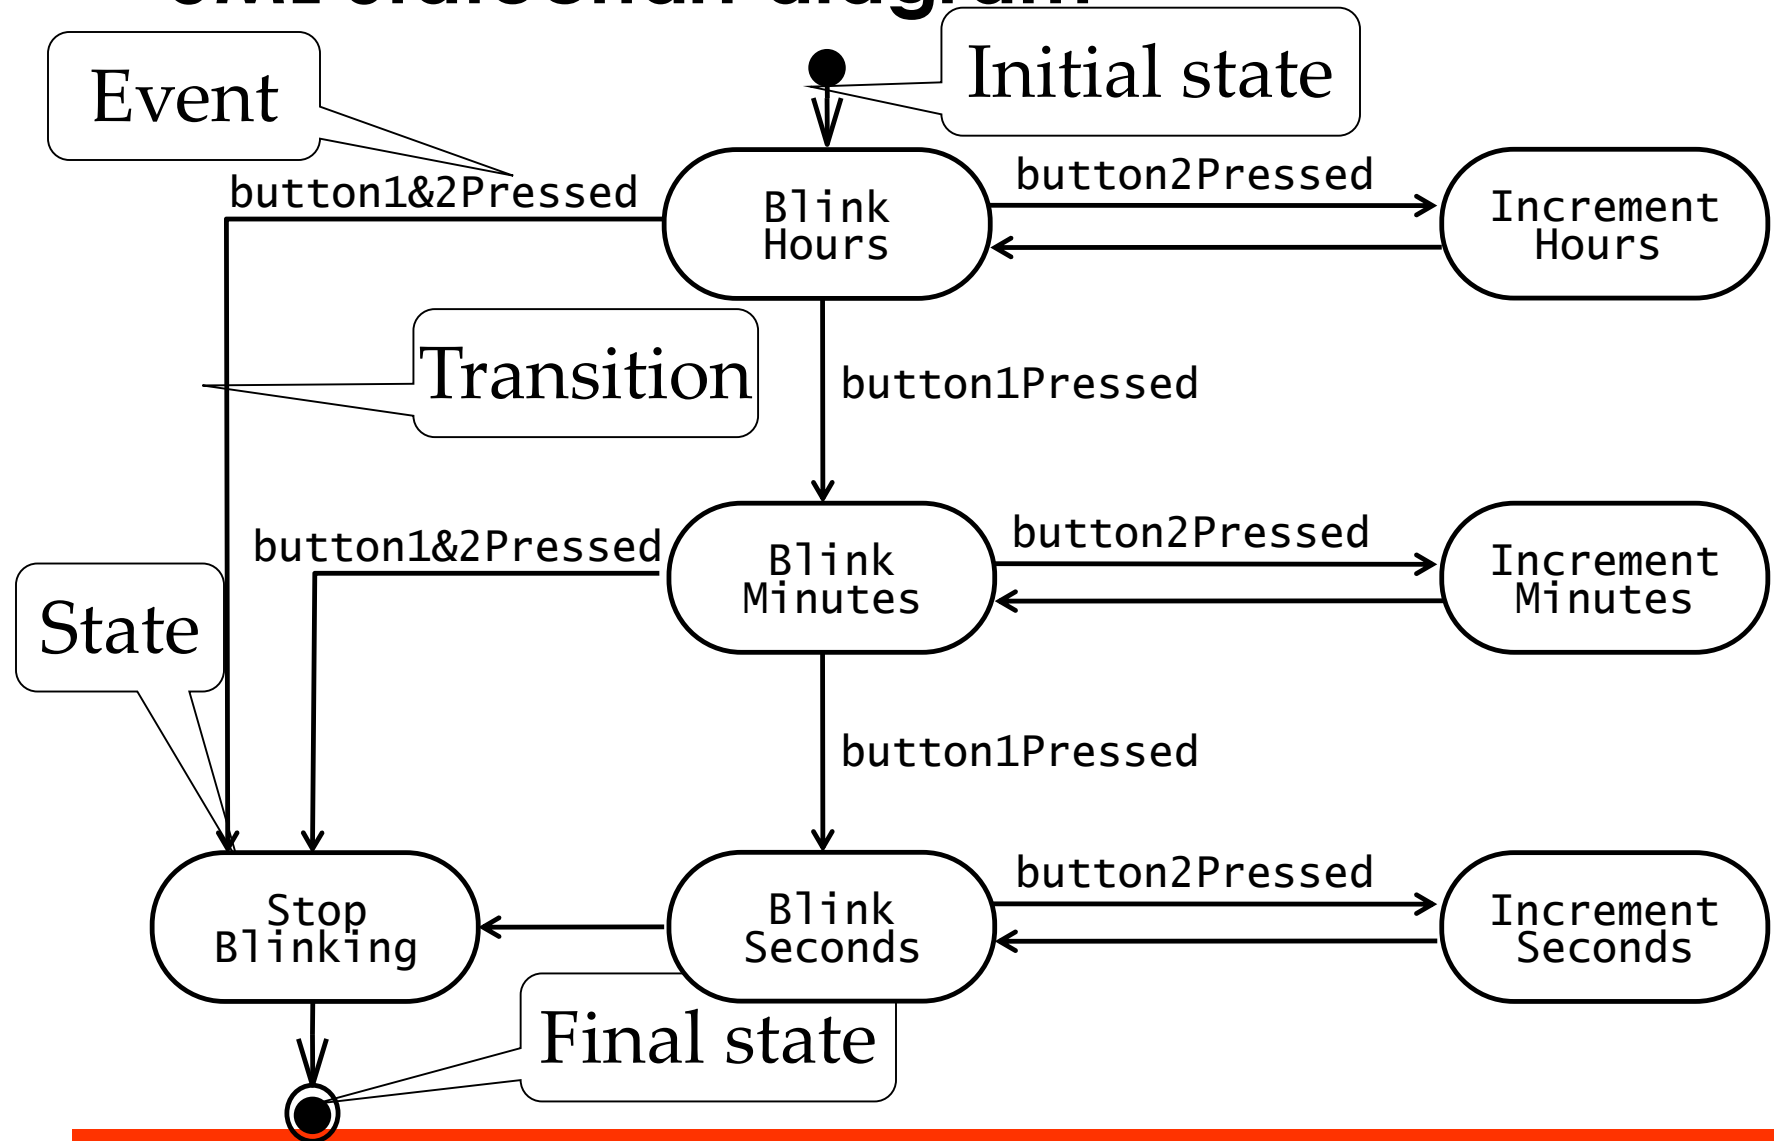 diagram
Event
Initial state
button1&2Pressed
Blink
Hours
button2Pressed
Increment
Hours
Transition
button1Pressed
button1&2Pressed
Blink
Minutes
button2Pressed
Increment
Minutes
State
button1Pressed
Stop
Blinking
Blink
Seconds
button2Pressed
Increment
Seconds
Final state